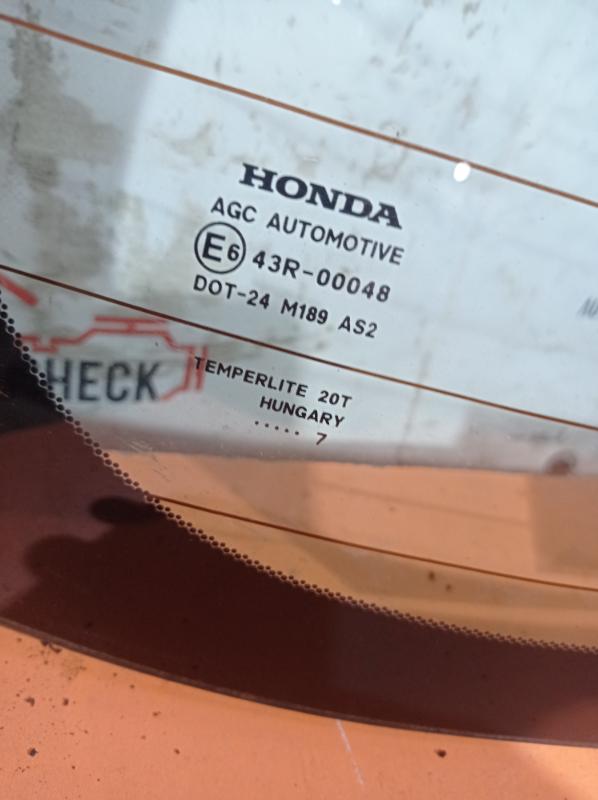 HONDA
AGC AUTOMOTIVE
E6 43R-00048
DOT-24 M189 AS2
TEMPERLITE 20T
HUNGARY
..... 7
HECK